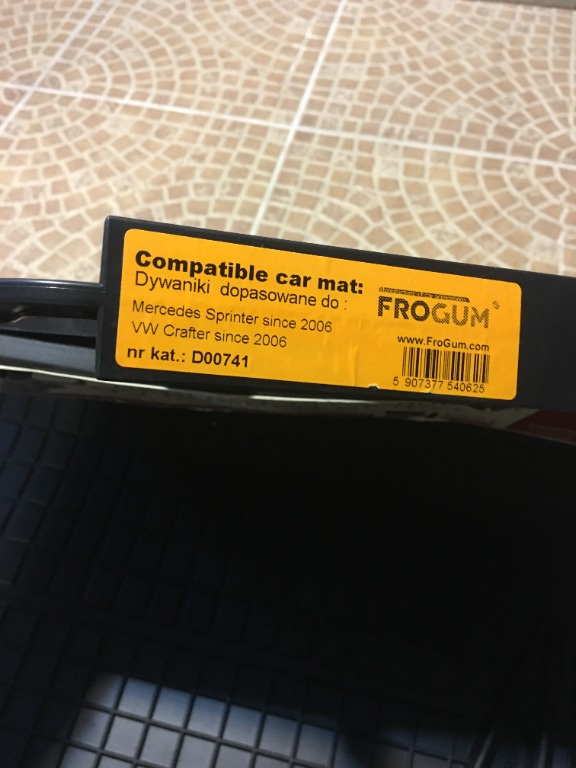 Compatible car mat:
Dywaniki dopasowane do :
Mercedes Sprinter since 2006
VW Crafter since 2006
nr kat.: D00741
FROGUM®
www.FroGum.com
5 907377 540625